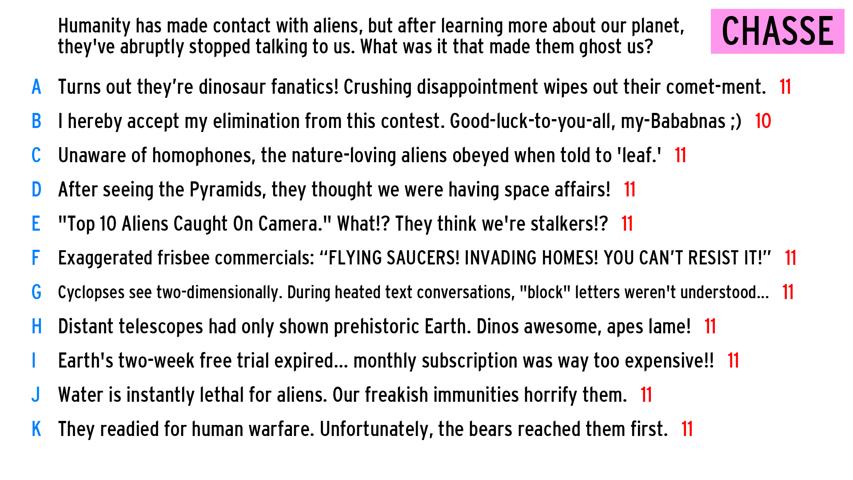 Humanity has made contact with aliens, but after learning more about our planet,
they've abruptly stopped talking to us. What was it that made them ghost us?
CHASSE
A Turns out they’re dinosaur fanatics! Crushing disappointment wipes out their comet-ment. 11
B I hereby accept my elimination from this contest. Good-luck-to-you-all, my-Bababnas ;) 10
C Unaware of homophones, the nature-loving aliens obeyed when told to 'leaf.' 11
D After seeing the Pyramids, they thought we were having space affairs! 11
E "Top 10 Aliens Caught On Camera." What!? They think we're stalkers!? 11
F Exaggerated frisbee commercials: “FLYING SAUCERS! INVADING HOMES! YOU CAN’T RESIST IT!” 11
G Cyclopses see two-dimensionally. During heated text conversations, "block" letters weren't understood... 11
H Distant telescopes had only shown prehistoric Earth. Dinos awesome, apes lame! 11
I Earth's two-week free trial expired... monthly subscription was way too expensive!! 11
J Water is instantly lethal for aliens. Our freakish immunities horrify them. 11
K They readied for human warfare. Unfortunately, the bears reached them first. 11